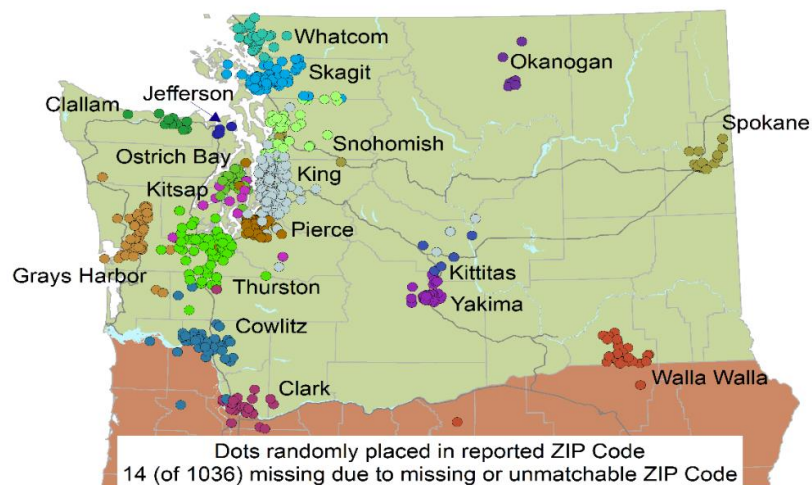 Whatcom
Okanogan
Skagit
Jefferson
Clallam
Spokane
Snohomish
Ostrich Bay
King
Kitsap
Pierce
Grays Harbor
Kittitas
Thurston
Yakima
Cowlitz
Walla Walla
Clark
Dots randomly placed in reported ZIP Code
14 (of 1036) missing due to missing or unmatchable ZIP Code